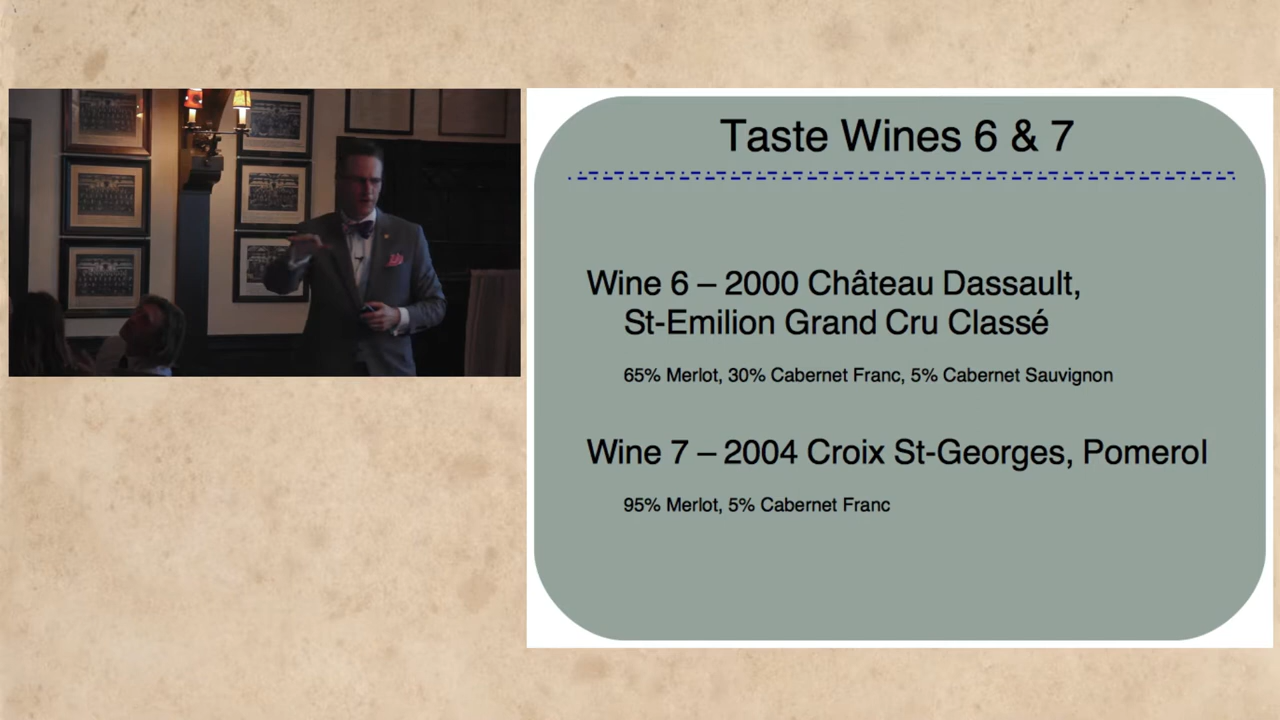 Taste Wines 6 & 7
Wine 6 – 2000 Château Dassault,
St-Emilion Grand Cru Classé
65% Merlot, 30% Cabernet Franc, 5% Cabernet Sauvignon
Wine 7 – 2004 Croix St-Georges, Pomerol
95% Merlot, 5% Cabernet Franc